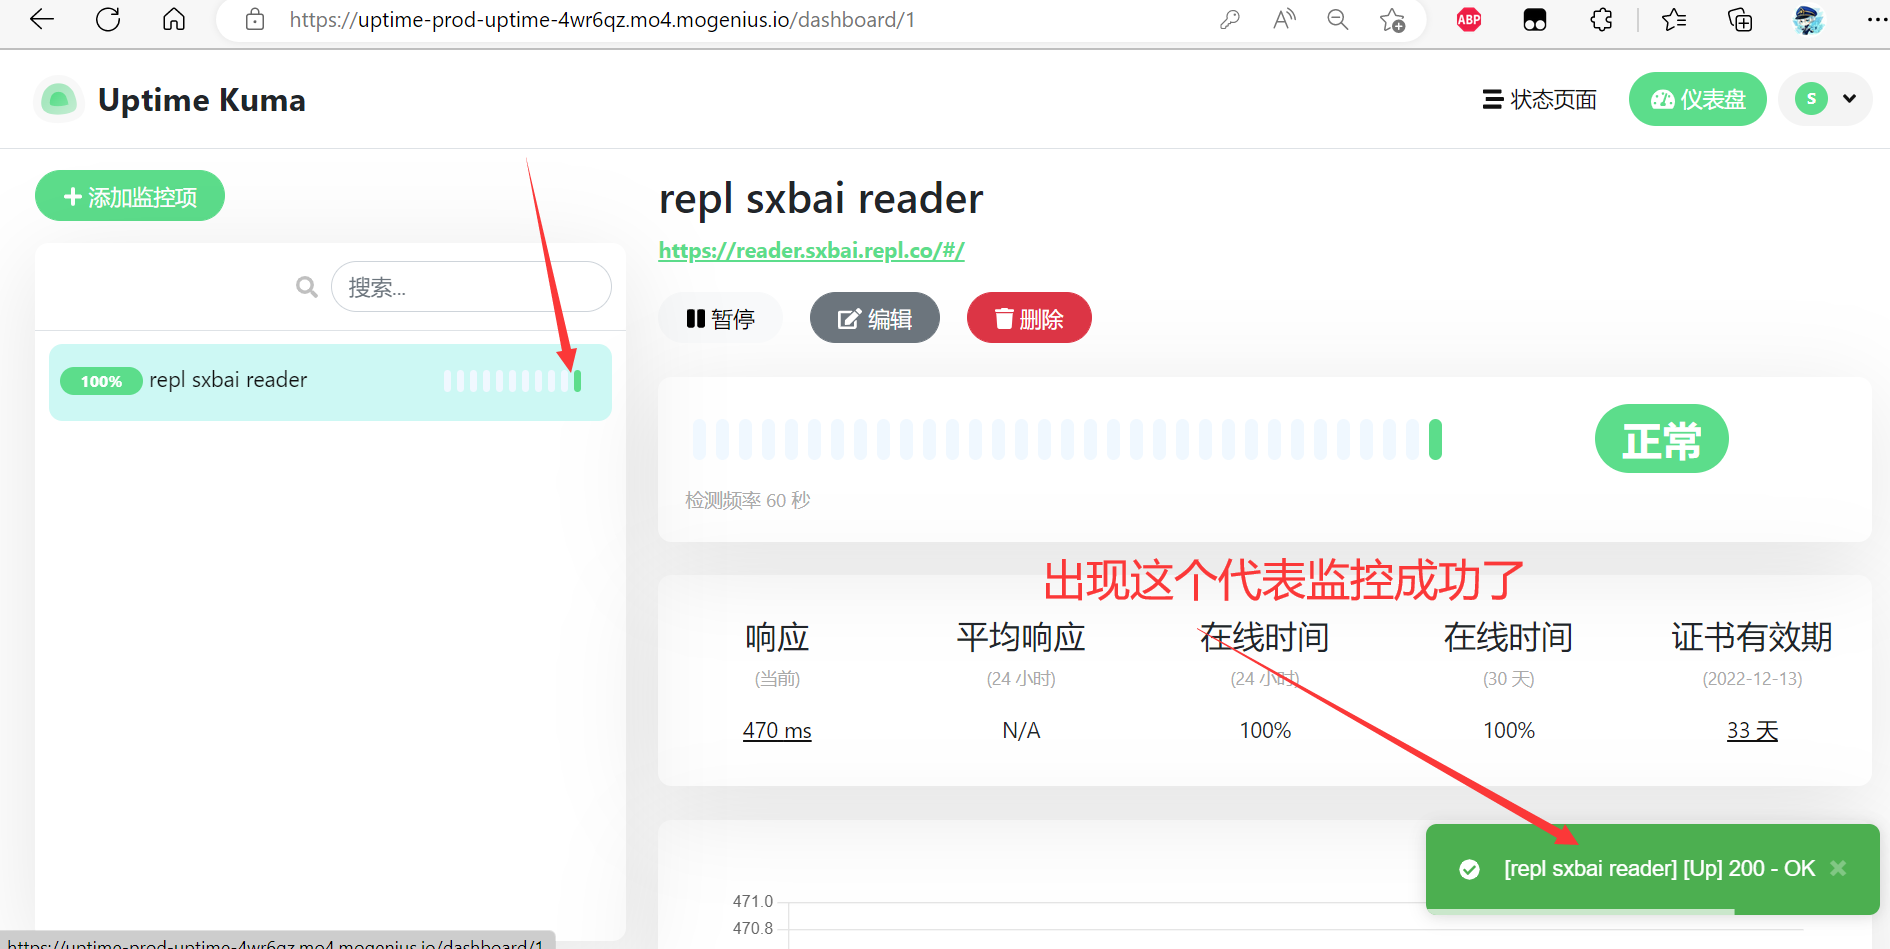 https://uptime-prod-uptime-4wr6qz.mo4.mogenius.io/dashboard/1
ABP
Uptime Kuma
状态页面
仪表盘
S
添加监控项
搜索...
100% repl sxbai reader
repl sxbai reader
https://reader.sxbai.repl.co/#/
暂停
编辑
删除
正常
检测频率 60 秒
出现这个代表监控成功了
响应 平均响应 在线时间 在线时间 证书有效期
(当前) (24 小时) (24 小时) (30 天) (2022-12-13)
470 ms N/A 100% 100% 33 天
[repl sxbai reader] [Up] 200 - OK
471.0
470.8
https://uptime-prod-uptime-4wr6qz.mo4.mogenius.io/dashboard/1